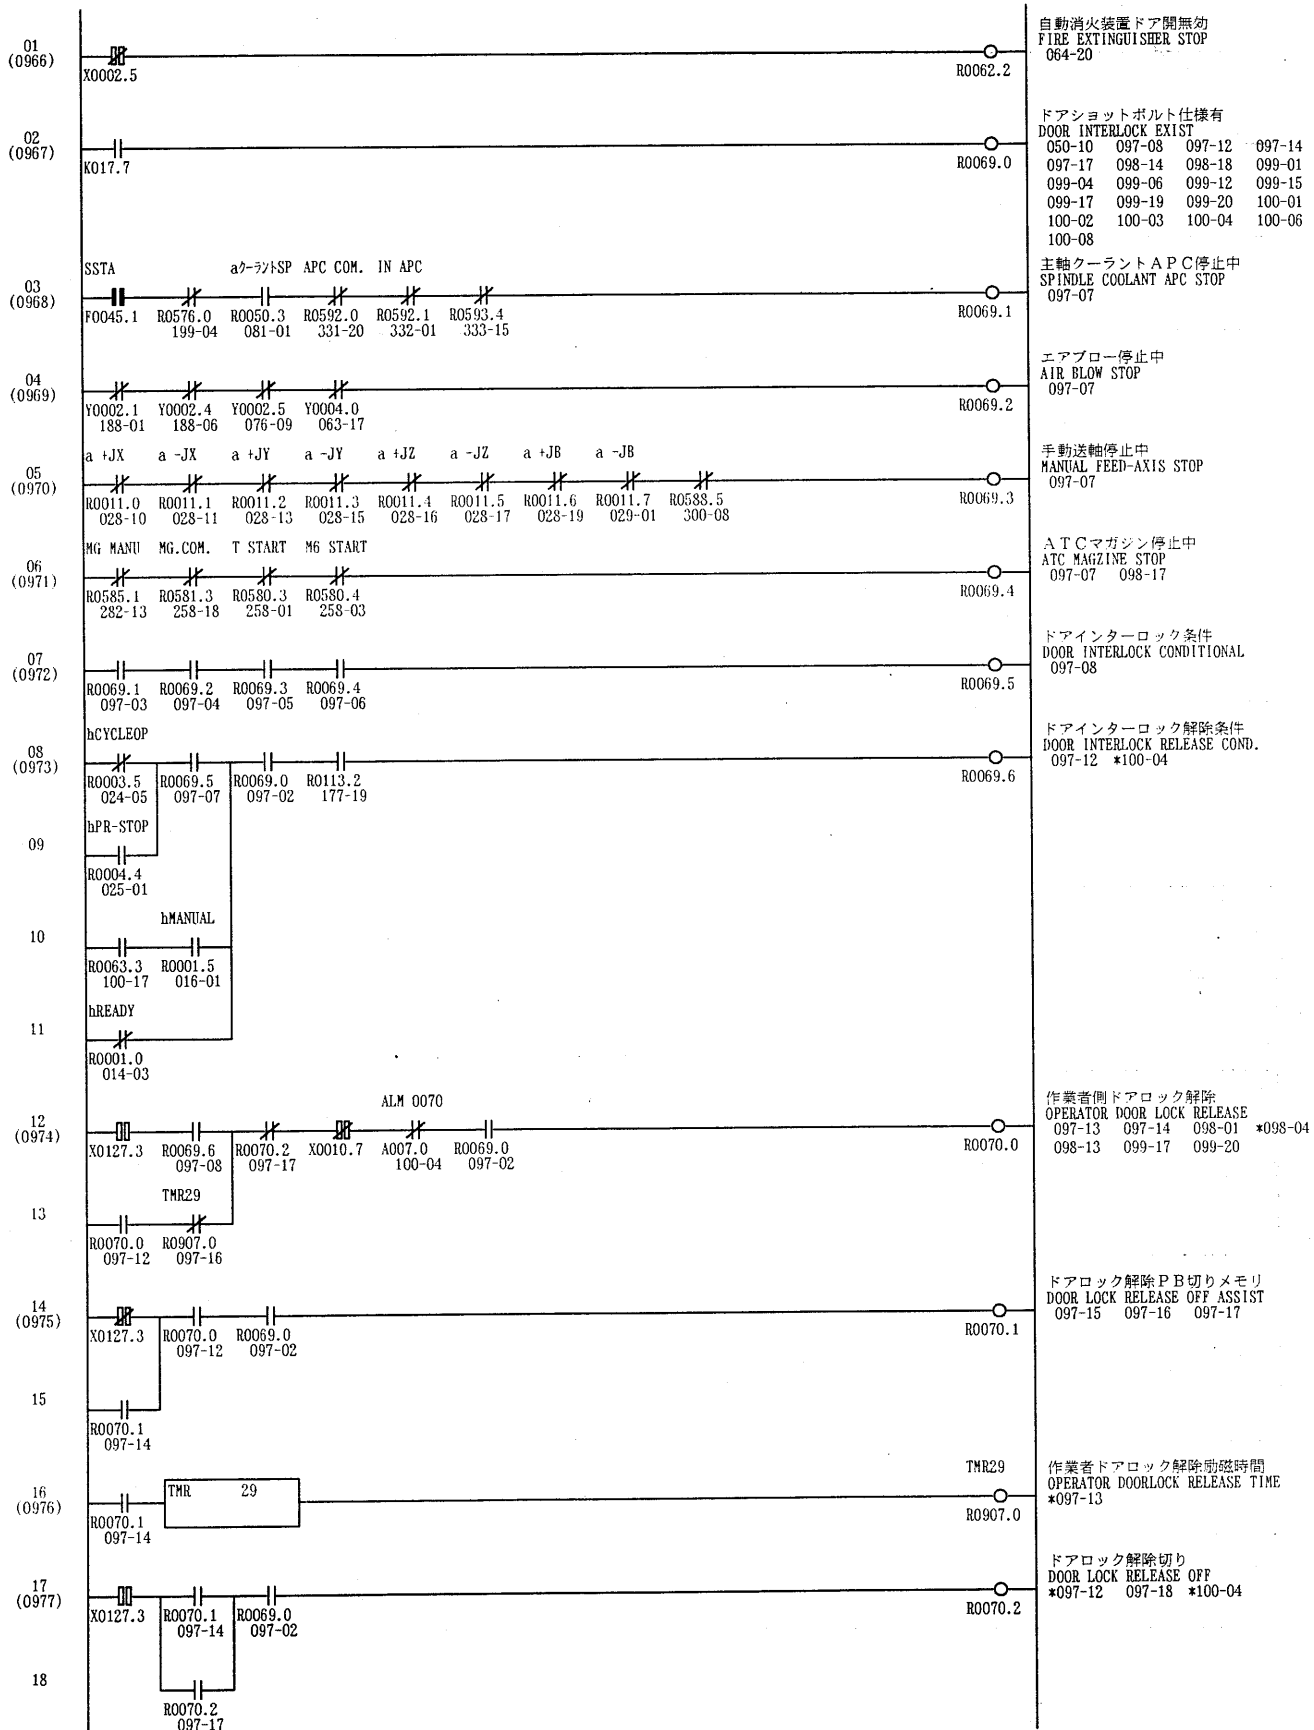 自動消火装置ドア開無効
FIRE EXTINGUISHER STOP
064-20
01
(0966)
X0002.5
R0062.2
ドアショットボルト仕様有
DOOR INTERLOCK EXIST
050-10 097-08 097-12 097-14
097-17 098-14 098-18 099-01
099-04 099-06 099-12 099-15
099-17 099-19 099-20 100-01
100-02 100-03 100-04 100-06
100-08
02
(0967)
K017.7
R0069.0
主軸クーラントAPC停止中
SPINDLE COOLANT APC STOP
097-07
SSTA aクーラントSP APC COM. IN APC
03
(0968)
F0045.1 R0576.0 R0050.3 R0592.0 R0592.1 R0593.4
199-04 081-01 331-20 332-01 333-15
R0069.1
エアブロー停止中
AIR BLOW STOP
097-07
04
(0969)
Y0002.1 Y0002.4 Y0002.5 Y0004.0
188-01 188-06 076-09 063-17
R0069.2
手動送軸停止中
MANUAL FEED-AXIS STOP
097-07
a +JX a -JX a +JY a -JY a +JZ a -JZ a +JB a -JB
05
(0970)
R0011.0 R0011.1 R0011.2 R0011.3 R0011.4 R0011.5 R0011.6 R0011.7 R0588.5
028-10 028-11 028-13 028-15 028-16 028-17 028-19 029-01 300-08
R0069.3
ATCマガジン停止中
ATC MAGZINE STOP
097-07 098-17
MG MANU MG.COM. T START M6 START
06
(0971)
R0585.1 R0581.3 R0580.3 R0580.4
282-13 258-18 258-01 258-03
R0069.4
ドアインターロック条件
DOOR INTERLOCK CONDITIONAL
097-08
07
(0972)
R0069.1 R0069.2 R0069.3 R0069.4
097-03 097-04 097-05 097-06
R0069.5
ドアインターロック解除条件
DOOR INTERLOCK RELEASE COND.
097-12 *100-04
hCYCLEOP
08
(0973)
R0003.5 R0069.5 R0069.0 R0113.2
024-05 097-07 097-02 177-19
R0069.6
hPR-STOP
09
R0004.4
025-01
hMANUAL
10
R0063.3 R0001.5
100-17 016-01
hREADY
11
R0001.0
014-03
作業者側ドアロック解除
OPERATOR DOOR LOCK RELEASE
097-13 097-14 098-01 *098-04
098-13 099-17 099-20
ALM 0070
12
(0974)
X0127.3 R0069.6 R0070.2 X0010.7 A007.0 R0069.0
097-08 097-17 100-04 097-02
R0070.0
TMR29
13
R0070.0 R0907.0
097-12 097-16
ドアロック解除PB切りメモリ
DOOR LOCK RELEASE OFF ASSIST
097-15 097-16 097-17
14
(0975)
X0127.3 R0070.0 R0069.0
097-12 097-02
R0070.1
15
R0070.1
097-14
作業者ドアロック解除励磁時間
OPERATOR DOORLOCK RELEASE TIME
*097-13
16
(0976)
TMR 29
TMR29
R0070.1
097-14
R0907.0
ドアロック解除切り
DOOR LOCK RELEASE OFF
*097-12 097-18 *100-04
17
(0977)
X0127.3 R0070.1 R0069.0
097-14 097-02
R0070.2
18
R0070.2
097-17